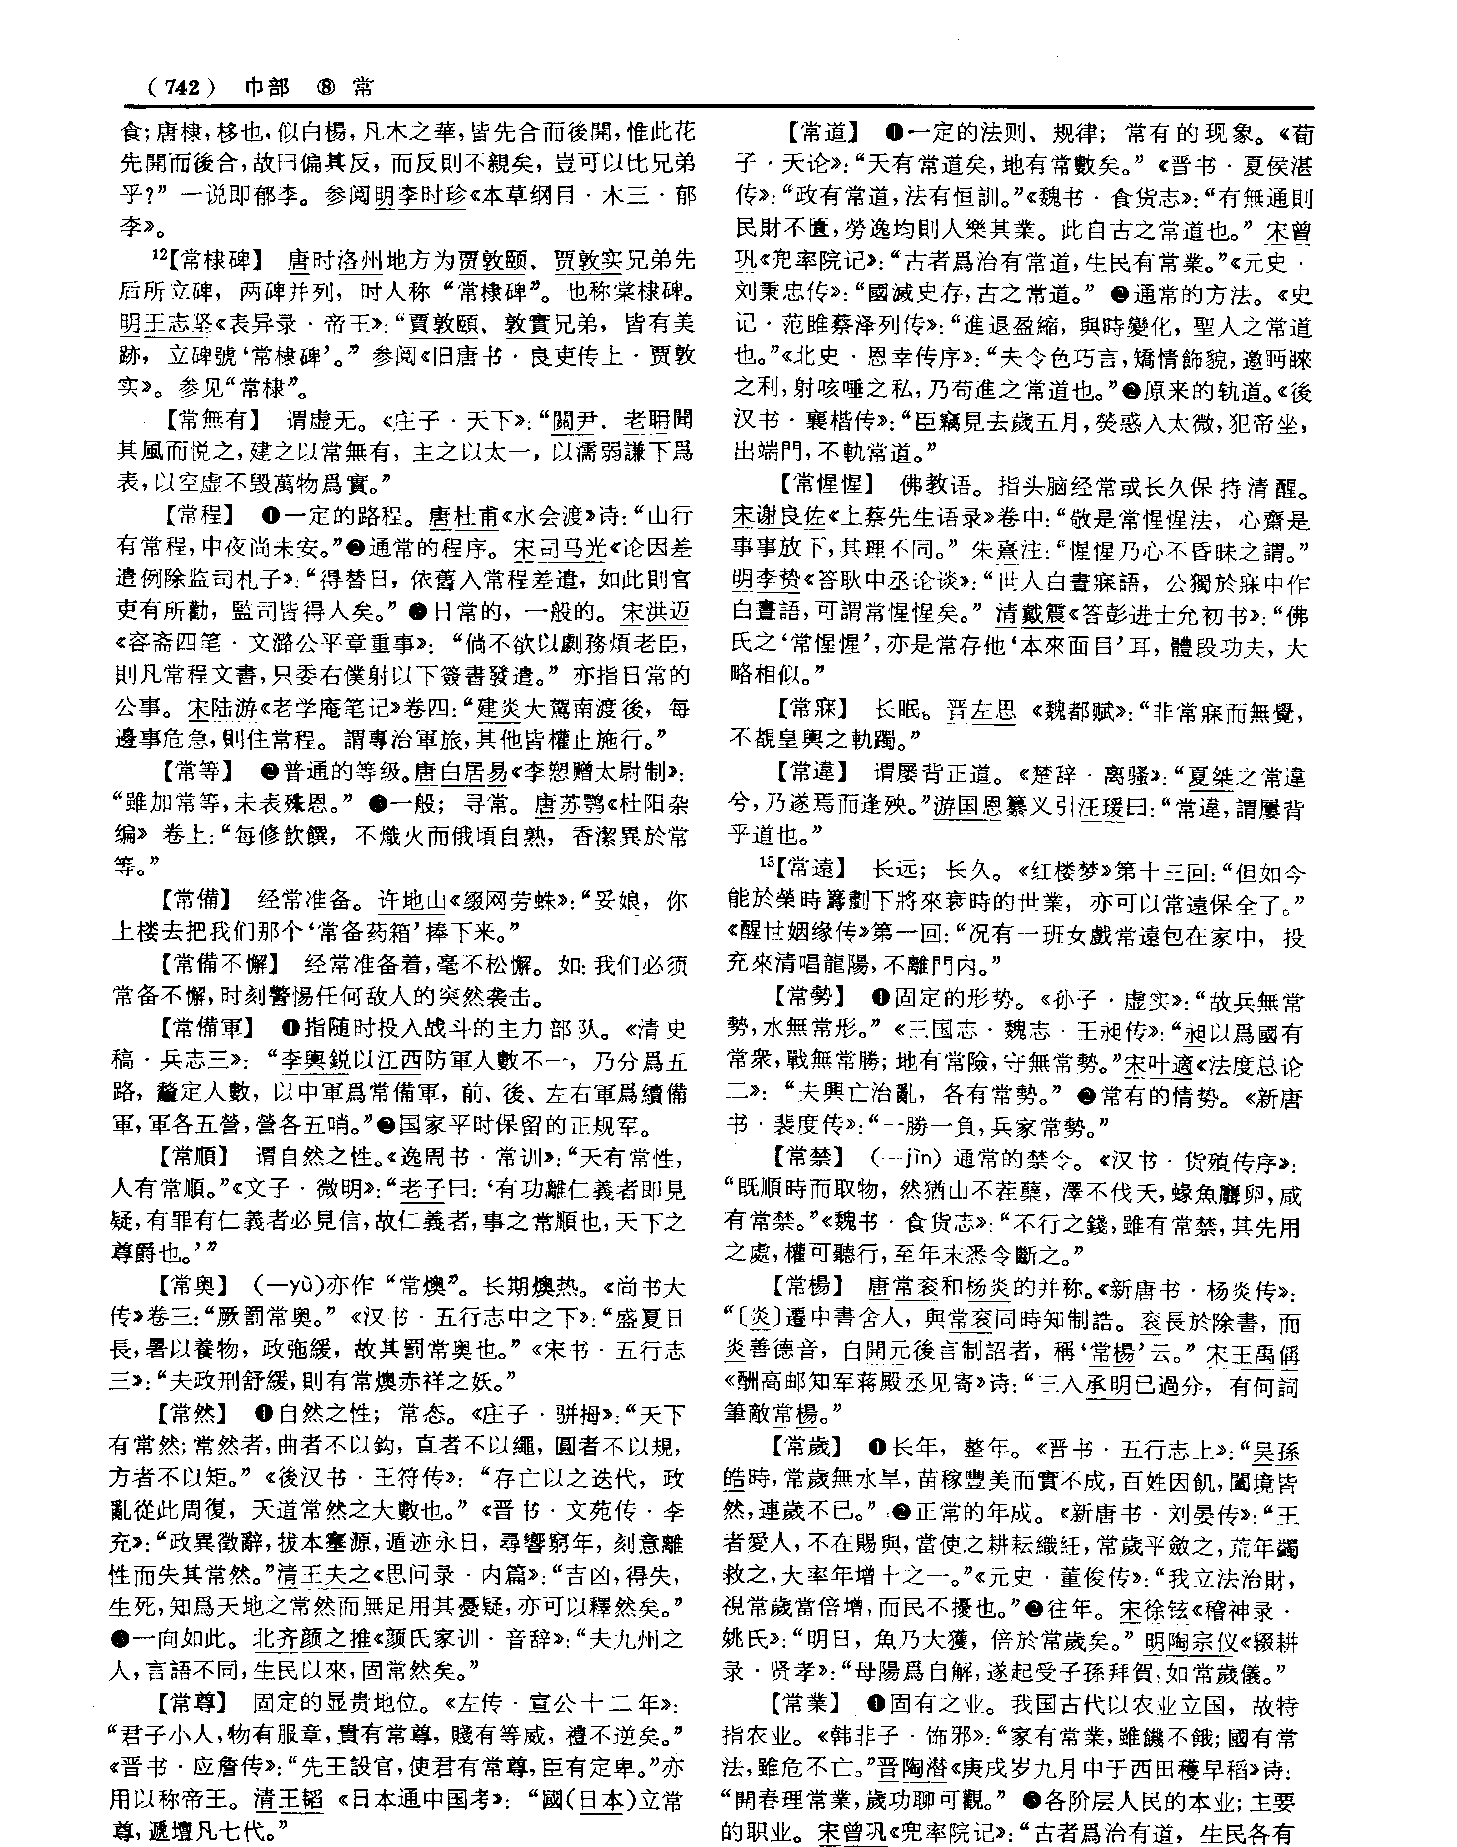 （742） 巾部 ⑧ 常
食；唐棣，栘也，似白楊，凡木之華，皆先合而後開，惟此花
先開而後合，故曰偏其反，而反則不親矣，豈可以比兄弟
乎？”一说即郁李。参阅明李时珍《本草纲目·木三·郁
李》。
12【常棣碑】 唐时洛州地方为贾敦颐、贾敦实兄弟先
后所立碑，两碑并列，时人称“常棣碑”。也称棠棣碑。
明王志坚《表异录·帝王》：“賈敦頤、敦實兄弟，皆有美
跡，立碑號‘常棣碑’。”参阅《旧唐书·良吏传上·贾敦
实》。参见“常棣”。
【常無有】 谓虚无。《庄子·天下》：“關尹、老聃聞
其風而悦之，建之以常無有，主之以太一，以濡弱謙下爲
表，以空虚不毁萬物爲實。”
【常程】 ❶一定的路程。唐杜甫《水会渡》诗：“山行
有常程，中夜尚未安。”❷通常的程序。宋司马光《论因差
遣例除监司札子》：“得替日，依舊入常程差遣，如此則官
吏有所勸，監司皆得人矣。”❸日常的，一般的。宋洪迈
《容斋四笔·文潞公平章重事》：“倘不欲以劇務煩老臣，
則凡常程文書，只委右僕射以下簽書發遣。”亦指日常的
公事。宋陆游《老学庵笔记》卷四：“建炎大駕南渡後，每
邊事危急，則住常程。謂專治軍旅，其他皆權止施行。”
【常等】 ❶普通的等级。唐白居易《李愬赠太尉制》：
“雖加常等，未表殊恩。”❷一般；寻常。唐苏鹗《杜阳杂
编》卷上：“每修飲饌，不熾火而俄頃自熟，香潔異於常
等。”
【常備】 经常准备。许地山《缀网劳蛛》：“妥娘，你
上楼去把我们那个‘常备药箱’捧下来。”
【常備不懈】 经常准备着，毫不松懈。如：我们必须
常备不懈，时刻警惕任何敌人的突然袭击。
【常備軍】 ❶指随时投入战斗的主力部队。《清史
稿·兵志三》：“李興鋭以江西防軍人數不一，乃分爲五
路，釐定人數，以中軍爲常備軍，前、後、左右軍爲續備
軍，軍各五營，營各五哨。”❷国家平时保留的正规军。
【常順】 谓自然之性。《逸周书·常训》：“天有常性，
人有常順。”《文子·微明》：“老子曰：‘有功離仁義者即見
疑，有罪有仁義者必見信，故仁義者，事之常順也，天下之
尊爵也。’”
【常奥】 （—yù）亦作“常燠”。长期燠热。《尚书大
传》卷三：“厥罰常奥。”《汉书·五行志中之下》：“盛夏日
長，暑以養物，政弛緩，故其罰常奥也。”《宋书·五行志
三》：“夫政刑舒緩，則有常燠赤祥之妖。”
【常然】 ❶自然之性；常态。《庄子·骈拇》：“天下
有常然；常然者，曲者不以鈎，直者不以繩，圓者不以規，
方者不以矩。”《後汉书·王符传》：“存亡以之迭代，政
亂從此周復，天道常然之大數也。”《晋书·文苑传·李
充》：“政異徵辭，拔本塞源，遁迹永日，尋響窮年，刻意離
性而失其常然。”清王夫之《思问录·内篇》：“吉凶，得失，
生死，知爲天地之常然而無足用其憂疑，亦可以釋然矣。”
❷一向如此。北齐颜之推《颜氏家训·音辞》：“夫九州之
人，言語不同，生民以來，固常然矣。”
【常尊】 固定的显贵地位。《左传·宣公十二年》：
“君子小人，物有服章，貴有常尊，賤有等威，禮不逆矣。”
《晋书·应詹传》：“先王設官，使君有常尊，臣有定卑。”亦
用以称帝王。清王韬《日本通中国考》：“國（日本）立常
尊，遞壇凡七代。”
【常道】 ❶一定的法则、规律；常有的现象。《荀
子·天论》：“天有常道矣，地有常數矣。”《晋书·夏侯湛
传》：“政有常道，法有恒訓。”《魏书·食货志》：“有無通則
民財不匱，勞逸均則人樂其業。此自古之常道也。”宋曾
巩《兜率院记》：“古者爲治有常道，生民有常業。”《元史·
刘秉忠传》：“國滅史存，古之常道。”❷通常的方法。《史
记·范雎蔡泽列传》：“進退盈縮，與時變化，聖人之常道
也。”《北史·恩幸传序》：“夫令色巧言，矯情飾貌，邀眄睞
之利，射咳唾之私，乃苟進之常道也。”❸原来的轨道。《後
汉书·襄楷传》：“臣竊見去歲五月，熒惑入太微，犯帝坐，
出端門，不軌常道。”
【常惺惺】 佛教语。指头脑经常或长久保持清醒。
宋谢良佐《上蔡先生语录》卷中：“敬是常惺惺法，心齋是
事事放下，其理不同。”朱熹注：“惺惺乃心不昏昧之謂。”
明李贽《答耿中丞论谈》：“世人白晝寐語，公獨於寐中作
白晝語，可謂常惺惺矣。”清戴震《答彭进士允初书》：“佛
氏之‘常惺惺’，亦是常存他‘本來面目’耳，體段功夫，大
略相似。”
【常寐】 长眠。晋左思《魏都赋》：“非常寐而無覺，
不覩皇輿之軌躅。”
【常違】 谓屡背正道。《楚辞·离骚》：“夏桀之常違
兮，乃遂焉而逢殃。”游国恩纂义引汪瑗曰：“常違，謂屢背
乎道也。”
13【常遠】 长远；长久。《红楼梦》第十三回：“但如今
能於榮時籌劃下將來衰時的世業，亦可以常遠保全了。”
《醒世姻缘传》第一回：“况有一班女戲常遠包在家中，投
充來清唱龍陽，不離門内。”
【常勢】 ❶固定的形势。《孙子·虚实》：“故兵無常
勢，水無常形。”《三国志·魏志·王昶传》：“昶以爲國有
常衆，戰無常勝；地有常險，守無常勢。”宋叶適《法度总论
二》：“夫興亡治亂，各有常勢。”❷常有的情势。《新唐
书·裴度传》：“一勝一負，兵家常勢。”
【常禁】 （—jìn）通常的禁令。《汉书·货殖传序》：
“既順時而取物，然猶山不茬蘖，澤不伐夭，蝝魚麛卵，咸
有常禁。”《魏书·食货志》：“不行之錢，雖有常禁，其先用
之處，權可聽行，至年末悉令斷之。”
【常楊】 唐常衮和杨炎的并称。《新唐书·杨炎传》：
“〔炎〕遷中書舍人，與常衮同時知制誥。衮長於除書，而
炎善德音，自開元後言制詔者，稱‘常楊’云。”宋王禹偁
《酬高邮知军蒋殿丞见寄》诗：“三入承明已過分，有何詞
筆敵常楊。”
【常歲】 ❶长年，整年。《晋书·五行志上》：“吴孫
皓時，常歲無水旱，苗稼豐美而實不成，百姓因飢，闔境皆
然，連歲不已。”❷正常的年成。《新唐书·刘晏传》：“王
者愛人，不在賜與，當使之耕耘織紝，常歲平斂之，荒年蠲
救之，大率年增十之一。”《元史·董俊传》：“我立法治財，
視常歲當倍增，而民不擾也。”❸往年。宋徐铉《稽神录·
姚氏》：“明日，魚乃大獲，倍於常歲矣。”明陶宗仪《辍耕
录·贤孝》：“母陽爲自解，遂起受子孫拜賀，如常歲儀。”
【常業】 ❶固有之业。我国古代以农业立国，故特
指农业。《韩非子·饰邪》：“家有常業，雖饑不餓；國有常
法，雖危不亡。”晋陶潜《庚戌岁九月中于西田穫早稻》诗：
“開春理常業，歲功聊可觀。”❷各阶层人民的本业；主要
的职业。宋曾巩《兜率院记》：“古者爲治有道，生民各有